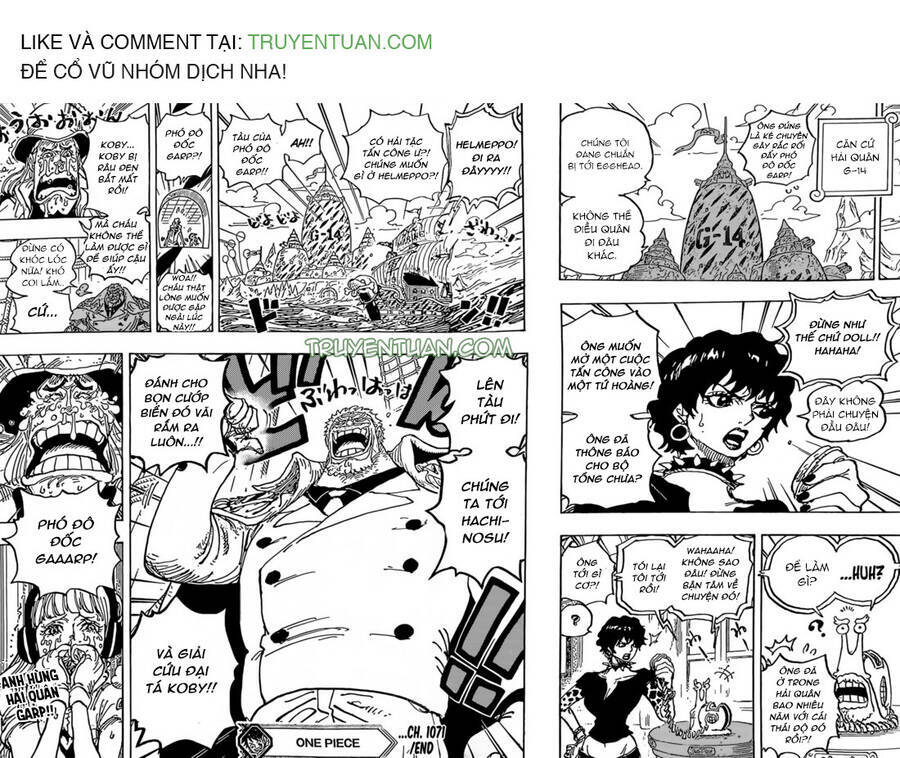 LIKE VÀ COMMENT TẠI: TRUYENTUAN.COM
ĐỂ CỔ VŨ NHÓM DỊCH NHA!
CĂN CỨ
HẢI QUÂN
G-14
ÔNG ĐÚNG
LÀ KẺ CHUYÊN
GÂY RẮC RỐI
ĐẤY PHÓ
ĐÔ ĐỐC
GARP!
CHÚNG TÔI
ĐANG CHUẨN
BỊ TỚI EGGHEAD.
KHÔNG THỂ
ĐIỀU QUÂN
ĐI ĐÂU
KHÁC.
G-14
ĐỪNG NHƯ
THẾ CHỨ DOLL!!
HAHAHA!
ĐÂY KHÔNG
PHẢI CHUYỆN
ĐẦU ĐÂU!
ÔNG MUỐN
MỞ MỘT CUỘC
TẤN CÔNG VÀO
MỘT TỨ HOÀNG!
ÔNG ĐÃ
THÔNG BÁO
CHO BỘ
TỔNG CHƯA?
...HUH?
ĐỂ LÀM
GÌ?
ÔNG ĐÃ
Ở TRONG
HẢI QUÂN
BAO NHIÊU
NĂM VỚI CÁI
THÁI ĐỘ ĐÓ
RỒI?!
WAHAAHA!
KHÔNG SAO
ĐÂU! ĐỪNG
BẬN TÂM VỀ
CHUYỆN ĐÓ!
TÔI LẠI
TÔI TỚI
RỒI!
ÔNG
TỚI GÌ
CƠ?!
?
HELMEPPO!
ĐI RA
ĐÂYYYY!!
CÓ HẢI TẶC
TẤN CÔNG Ư?!
CHÚNG MUỐN
GÌ Ở HELMEPPO?!
AH!!
TÀU CỦA
PHÓ ĐÔ
ĐỐC
GARP!!
G-14
PHÓ ĐÔ
ĐỐC
GARP?!
WOA!!
CHÁU THẬT
LÒNG MUỐN
ĐƯỢC GẶP
NGÀI LÚC
NÀY!!
KOBY...
KOBY BỊ
RÂU ĐEN
BẮT MẤT
RỒI!
MÀ CHÁU
KHÔNG THỂ
LÀM ĐƯỢC GÌ
ĐỂ GIÚP CẬU
ẤY!!
ĐỪNG CÓ
KHÓC LÓC
NỮA! KHÓ
COI LẮM.
CỨ...
TRUYENTUAN.COM
LÊN
TÀU
PHỨT ĐI!
CHÚNG
TA TỚI
HACHI-
NOSU!
ĐÁNH CHO
BỌN CƯỚP
BIỂN ĐÓ VÃI
RẮM RA
LUÔN...!!
VÀ GIẢI
CỨU ĐẠI
TÁ KOBY!!
PHÓ ĐÔ
ĐỐC
GAAARP!
ANH HÙNG
HẢI QUÂN
GARP!!
ONE PIECE
...CH. 1071
/END